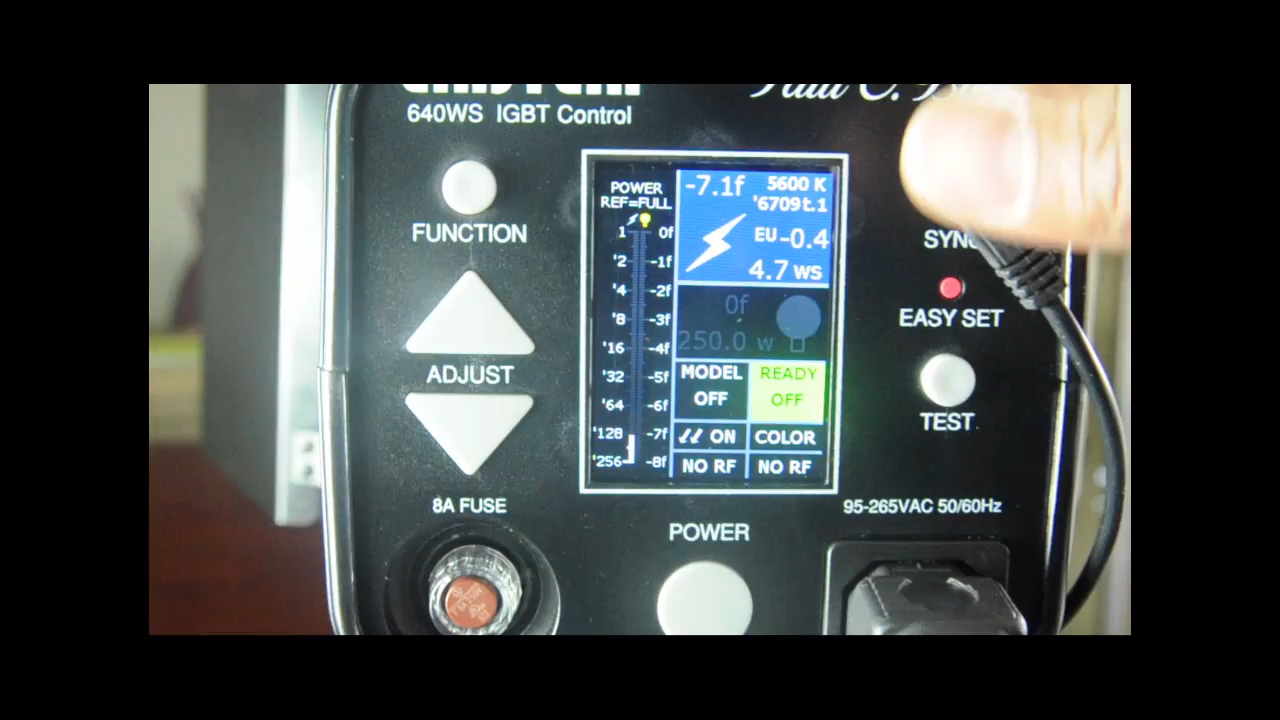 640WS IGBT Control
FUNCTION
ADJUST
8A FUSE
POWER
REF=FULL
1 0f
'2 -1f
'4 -2f
'8 -3f
'16 -4f
'32 -5f
'64 -6f
'128 -7f
'256 -8f
-7.1f 5600 K
'6709t.1
EU -0.4
4.7 WS
0f
250.0 w
MODEL READY
OFF OFF
ON COLOR
NO RF NO RF
POWER
EASY SET
TEST
95-265VAC 50/60Hz